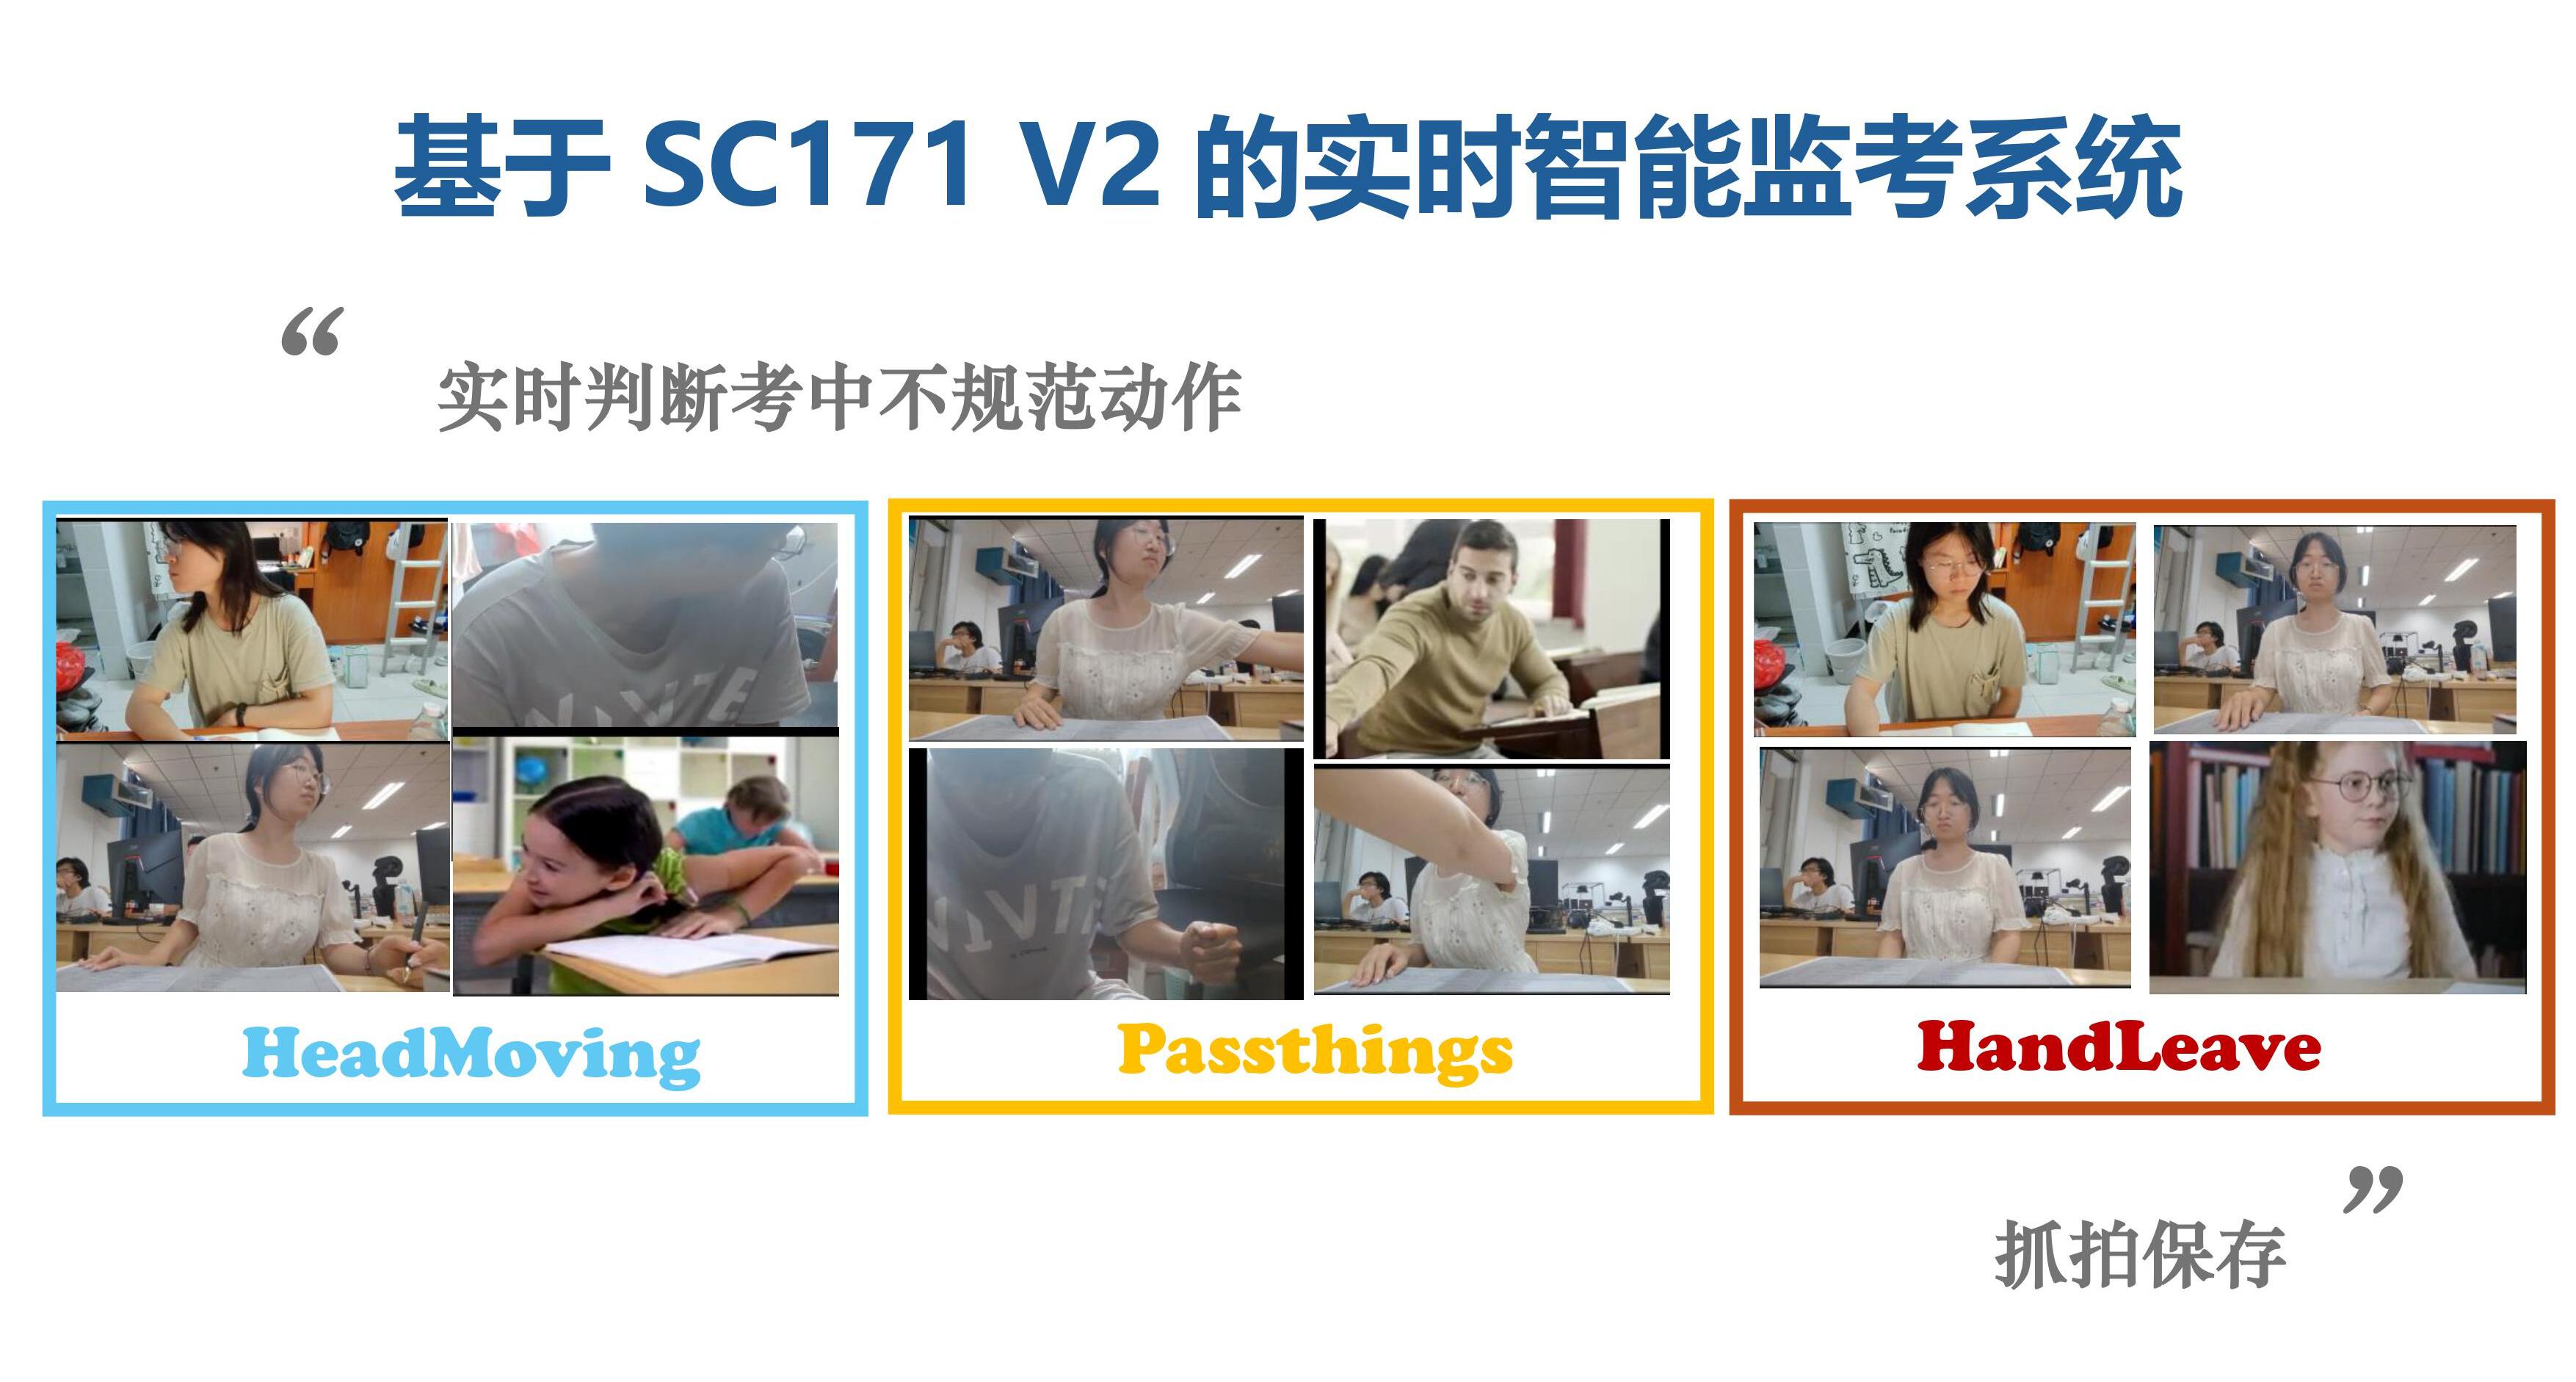 基于 SC171 V2 的实时智能监考系统
“
实时判断考中不规范动作
HeadMoving
Passthings
HandLeave
”
抓拍保存